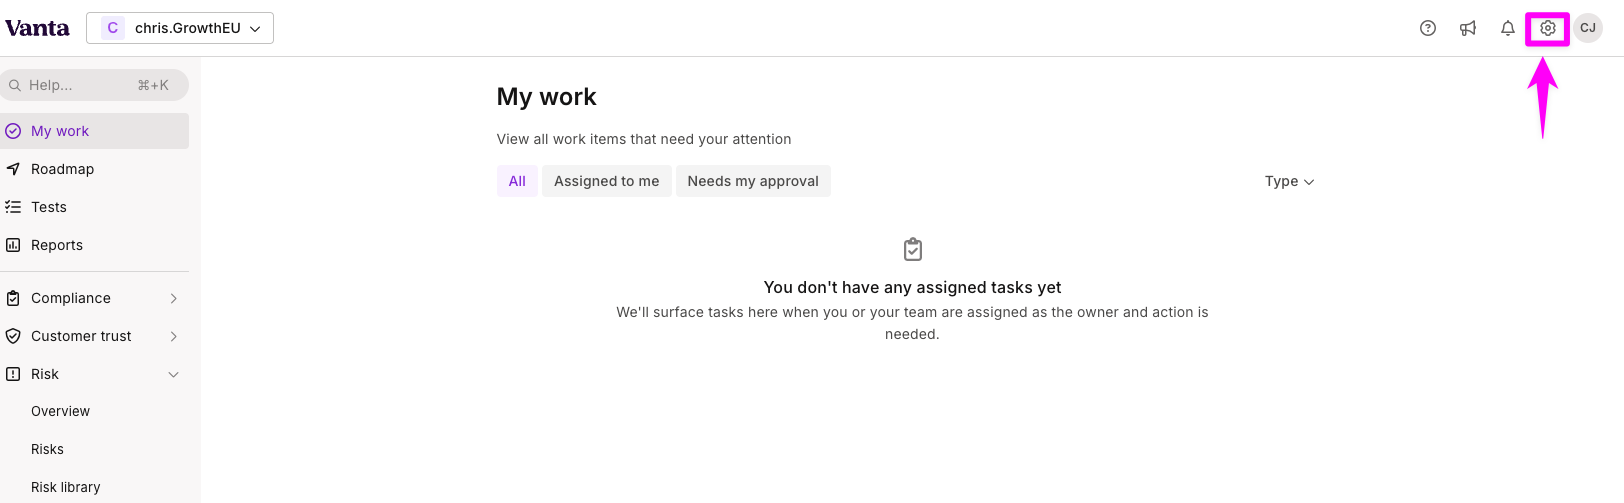 Vanta
C chris.GrowthEU
CJ
Help... ⌘+K
My work
Roadmap
Tests
Reports
Compliance
Customer trust
Risk
Overview
Risks
Risk library
My work
View all work items that need your attention
All Assigned to me Needs my approval Type
You don't have any assigned tasks yet
We'll surface tasks here when you or your team are assigned as the owner and action is
needed.